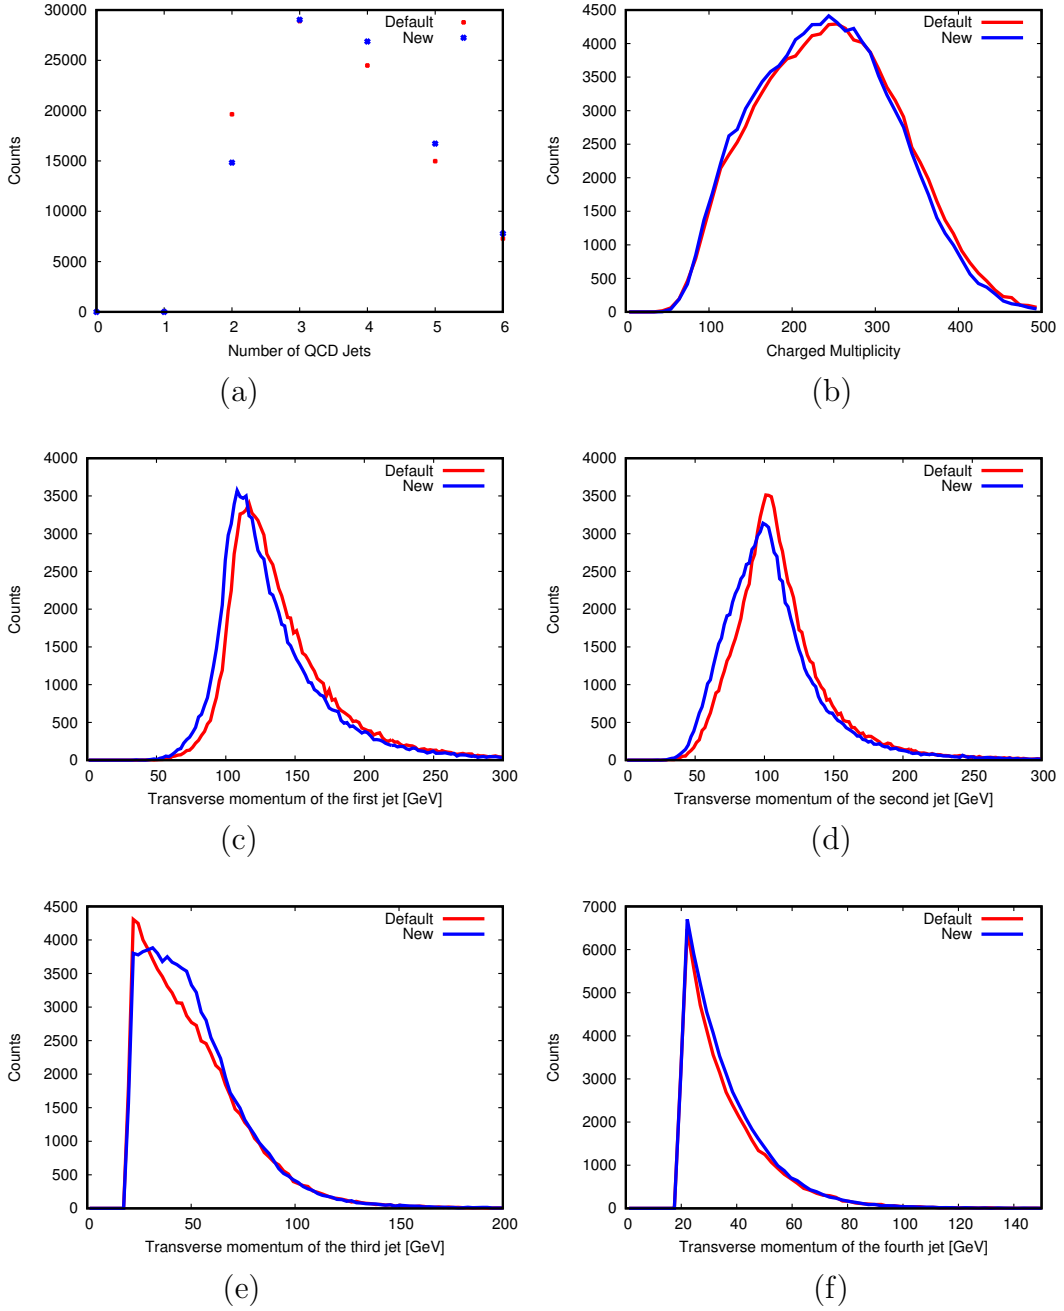 30000
25000
20000
15000
10000
5000
0
Counts
0 1 2 3 4 5 6
Number of QCD Jets
Default
New
(a)
4500
4000
3500
3000
2500
2000
1500
1000
500
0
Counts
100 200 300 400 500
Charged Multiplicity
Default
New
(b)
4000
3500
3000
2500
2000
1500
1000
500
0
Counts
0 50 100 150 200 250 300
Transverse momentum of the first jet [GeV]
Default
New
(c)
4000
3500
3000
2500
2000
1500
1000
500
0
Counts
0 50 100 150 200 250 300
Transverse momentum of the second jet [GeV]
Default
New
(d)
4500
4000
3500
3000
2500
2000
1500
1000
500
0
Counts
0 50 100 150 200
Transverse momentum of the third jet [GeV]
Default
New
(e)
7000
6000
5000
4000
3000
2000
1000
0
Counts
0 20 40 60 80 100 120 140
Transverse momentum of the fourth jet [GeV]
Default
New
(f)